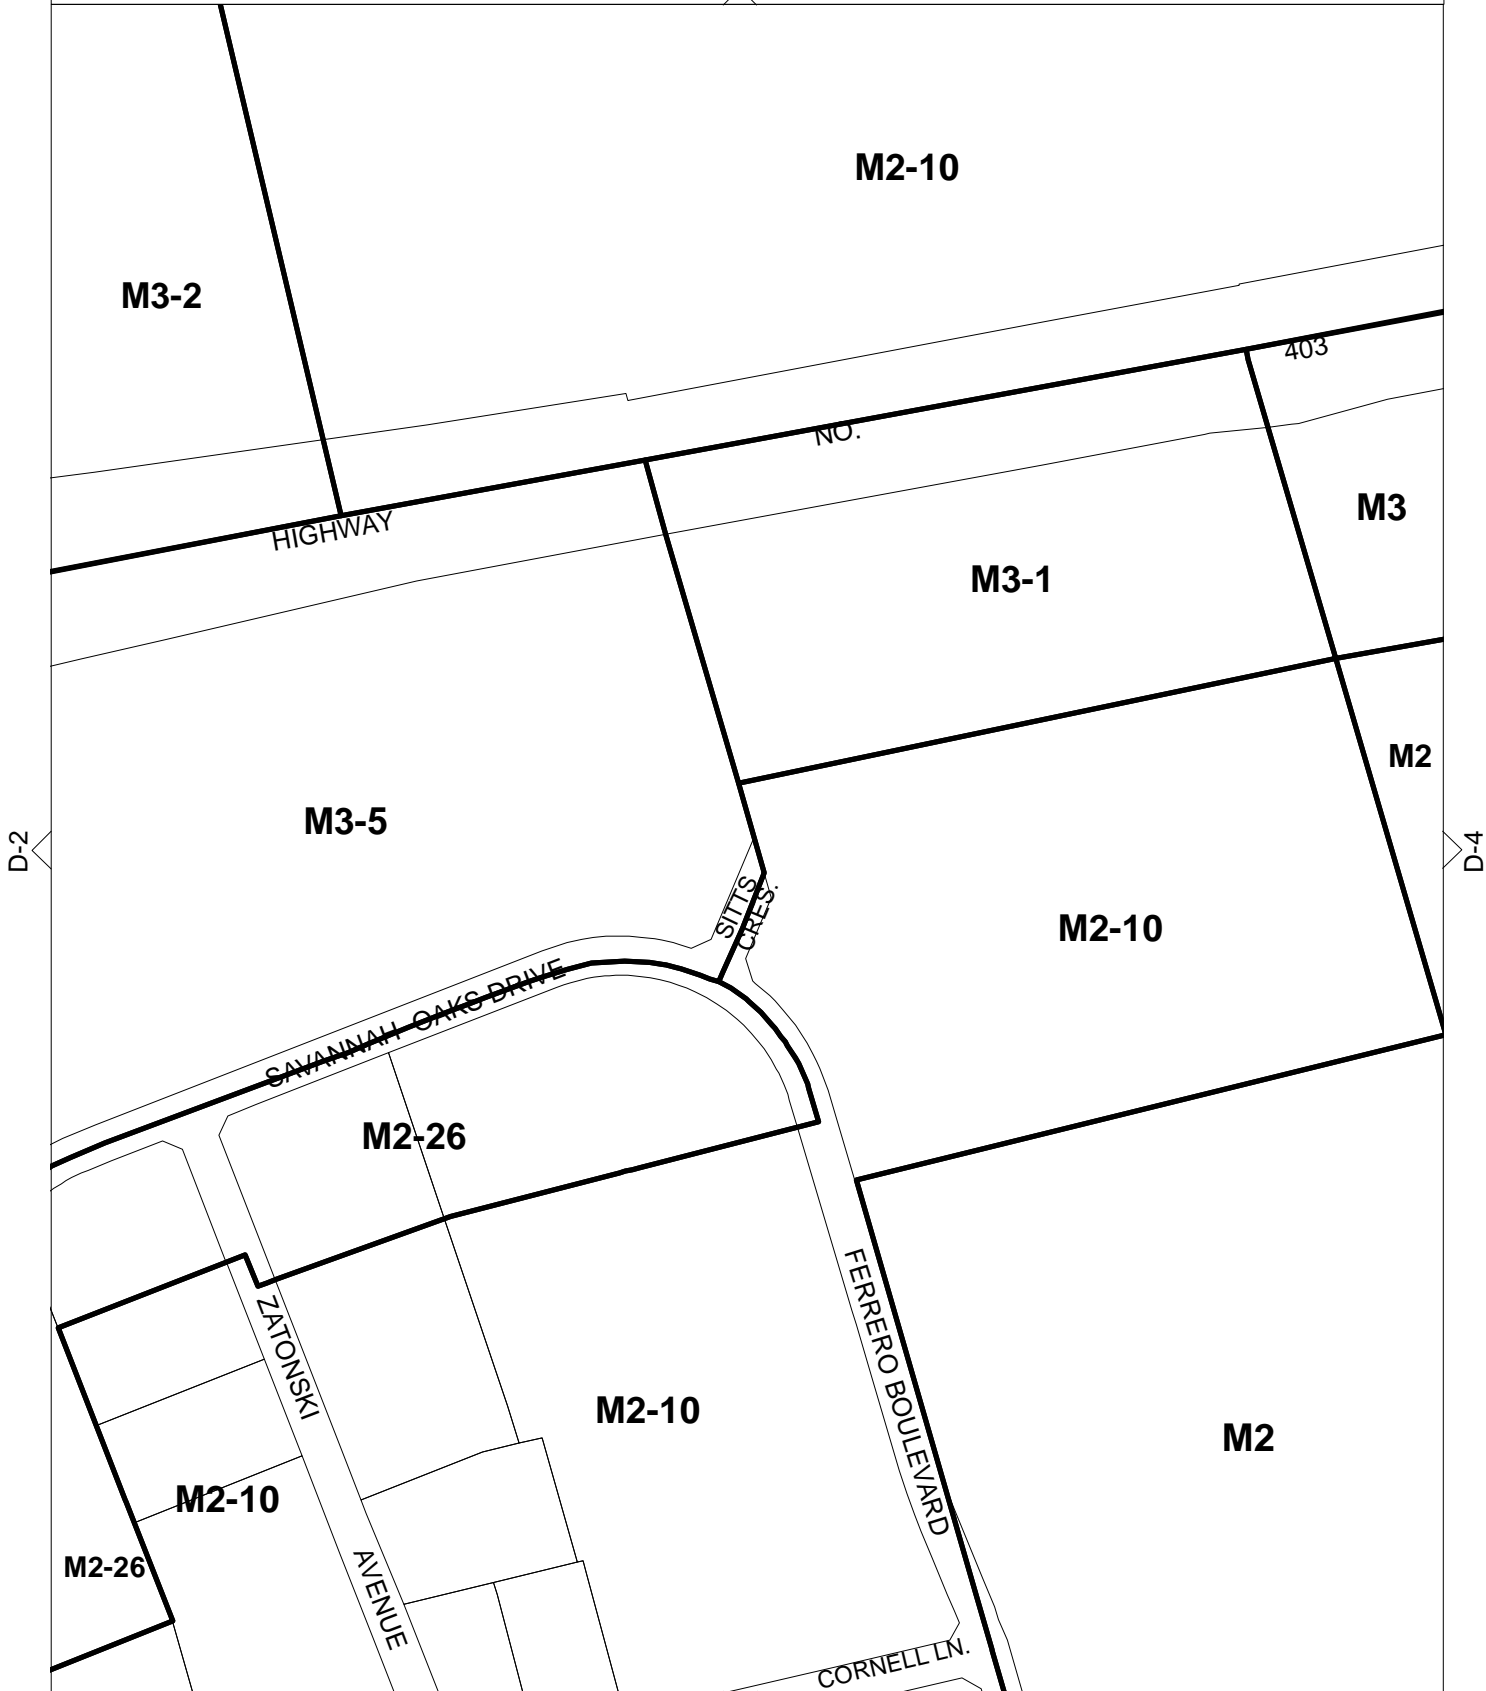 M2-10
M3-2
403
NO.
HIGHWAY
M3
M3-1
M2
M3-5
D-2
D-4
SITTS
CRES.
M2-10
SAVANNAH OAKS DRIVE
M2-26
FERRERO BOULEVARD
ZATONSKI
AVENUE
M2-10
M2
M2-10
M2-26
CORNELL LN.